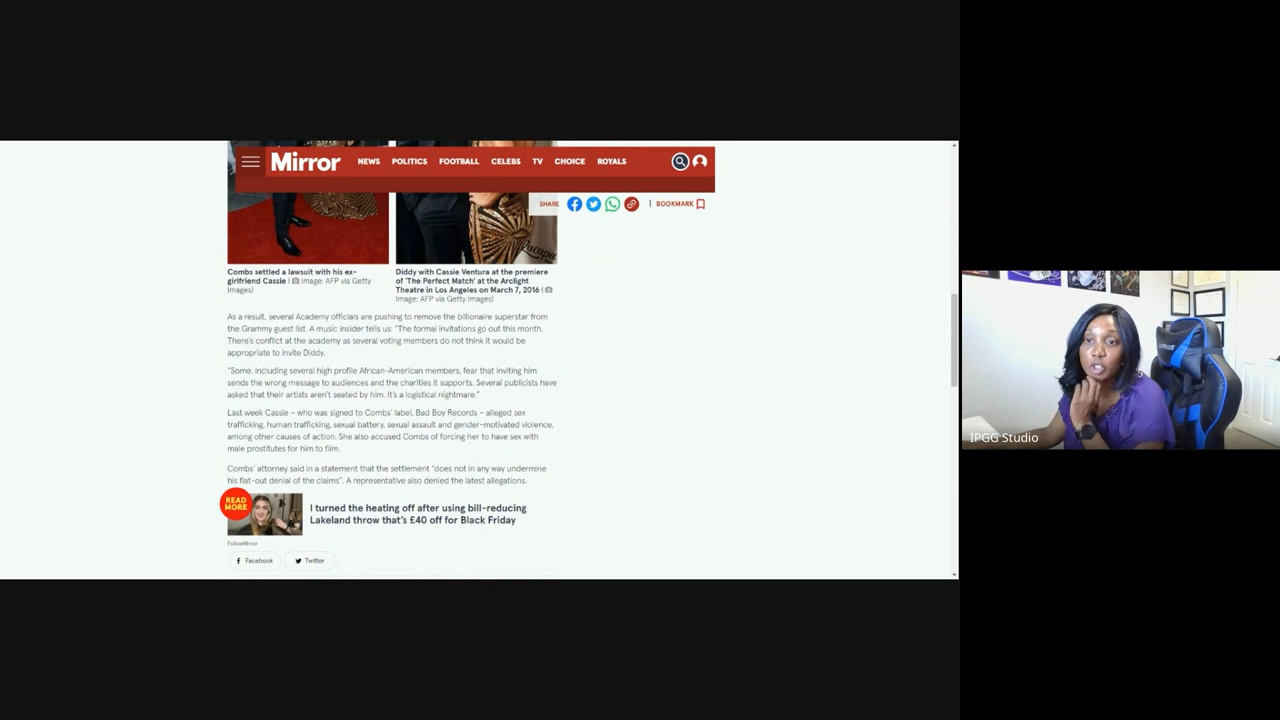 Mirror NEWS POLITICS FOOTBALL CELEBS TV CHOICE ROYALS
SHARE | BOOKMARK
Combs settled a lawsuit with his ex-
girlfriend Cassie ( Image: AFP via Getty
Images)
Diddy with Cassie Ventura at the premiere
of 'The Perfect Match' at the Arclight
Theatre in Los Angeles on March 7, 2016 (
Image: AFP via Getty Images)
As a result, several Academy officials are pushing to remove the billionaire superstar from
the Grammy guest list. A music insider tells us: "The formal invitations go out this month.
There's conflict at the academy as several voting members do not think it would be
appropriate to invite Diddy.
"Some, including several high profile African-American members, fear that inviting him
sends the wrong message to audiences and the charities it supports. Several publicists have
asked that their artists aren't seated by him. It's a logistical nightmare."
Last week Cassie – who was signed to Combs' label, Bad Boy Records – alleged sex
trafficking, human trafficking, sexual battery, sexual assault and gender-motivated violence,
among other causes of action. She also accused Combs of forcing her to have sex with
male prostitutes for him to film.
Combs' attorney said in a statement that the settlement "does not in any way undermine
his flat-out denial of the claims". A representative also denied the latest allegations.
READ
MORE
I turned the heating off after using bill-reducing
Lakeland throw that's £40 off for Black Friday
FollowMirror
Facebook Twitter
IPGG Studio